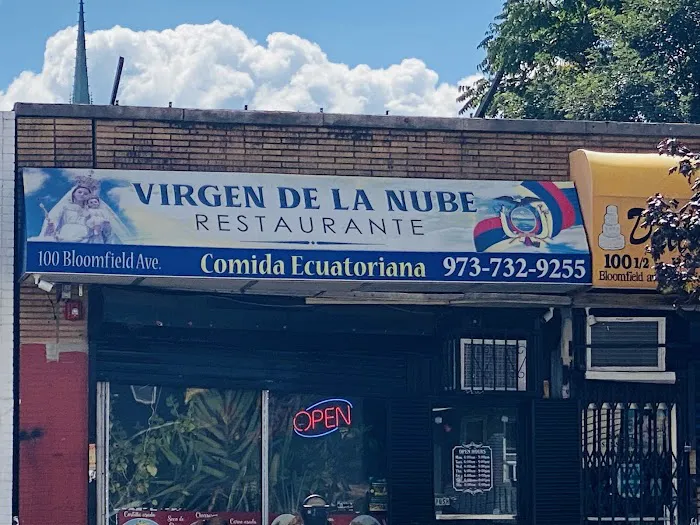 VIRGEN DE LA NUBE
RESTAURANTE
100 Bloomfield Ave.
Comida Ecuatoriana
973-732-9255
100 1/2
Bloomfield
OPEN
OPEN HOURS